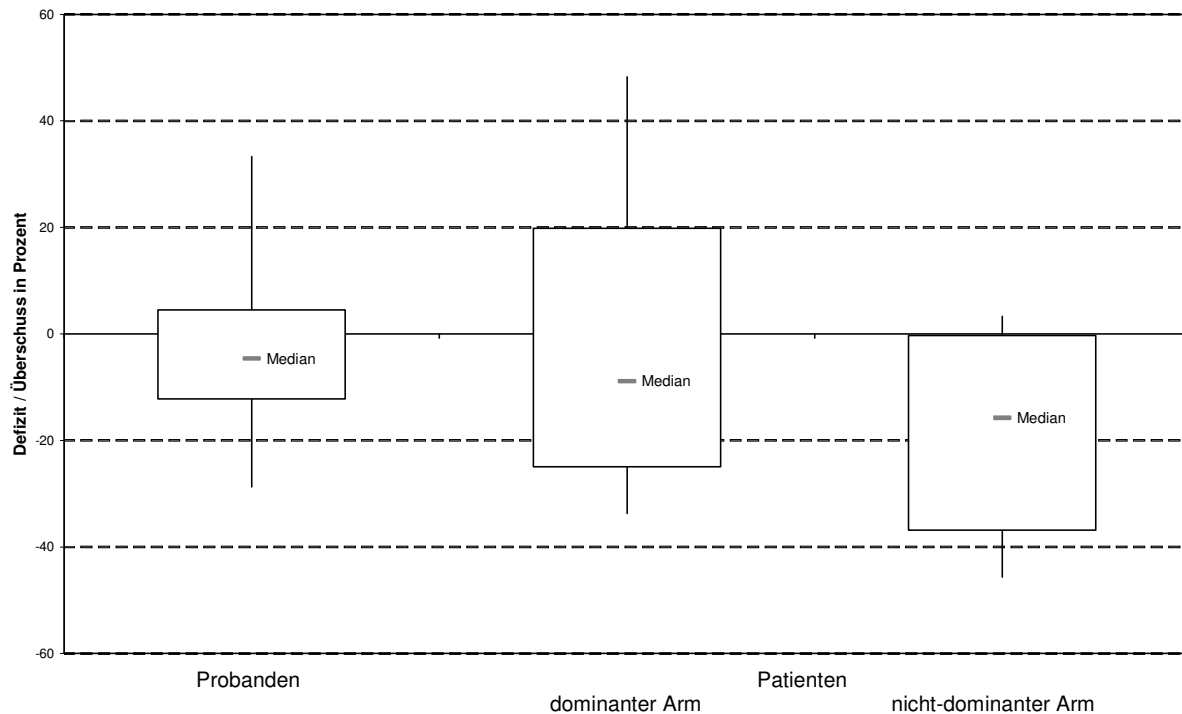 60
40
20
0
-20
-40
-60
Defizit / Überschuss in Prozent
Median
Median
Median
Probanden
Patienten
dominanter Arm
nicht-dominanter Arm